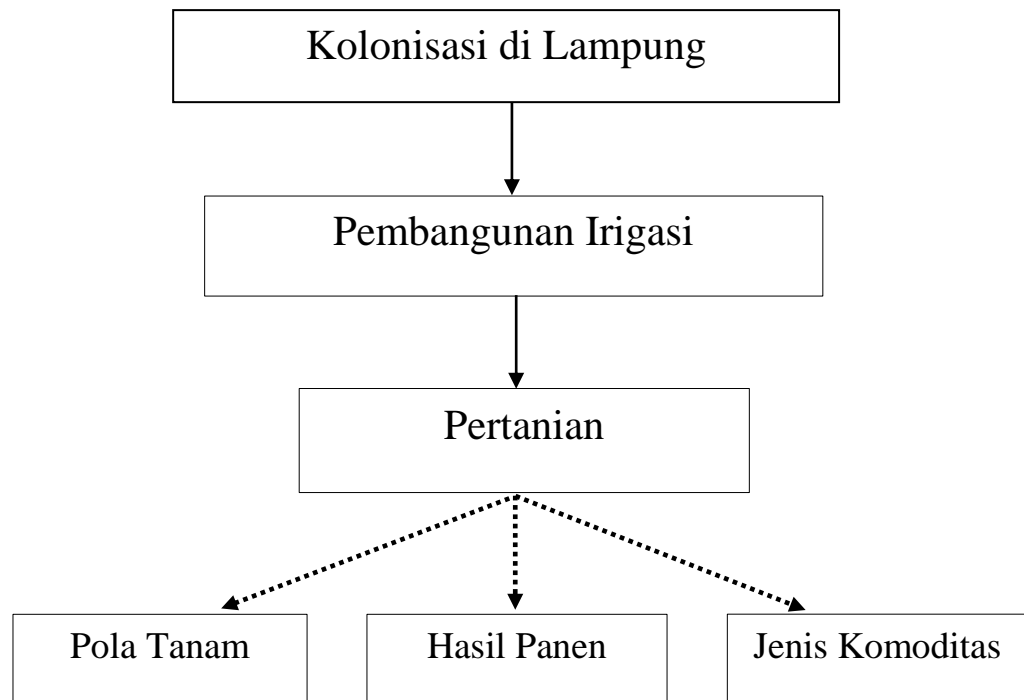 Kolonisasi di Lampung
Pembangunan Irigasi
Pertanian
Pola Tanam
Hasil Panen
Jenis Komoditas